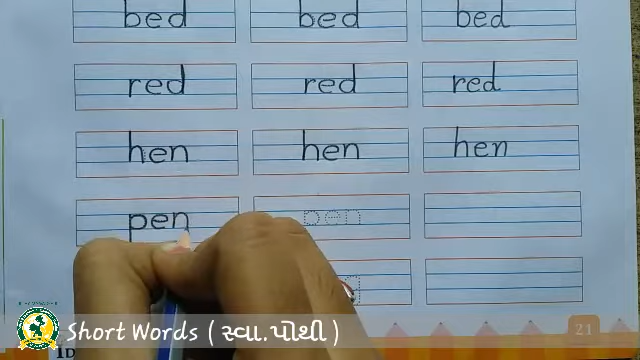 bed bed bed
red red red
hen hen hen
pen pen
Short Words ( સ્વા.પોથી )
21